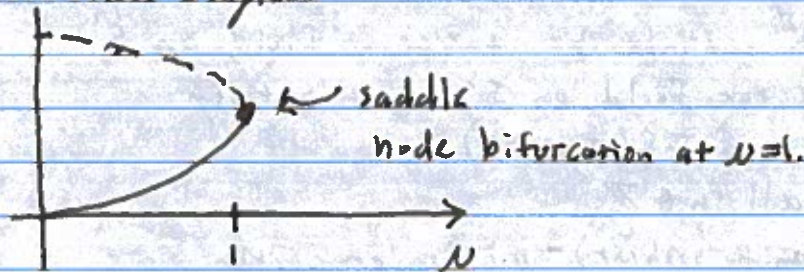 saddle
node bifurcation at μ=1.
1
μ